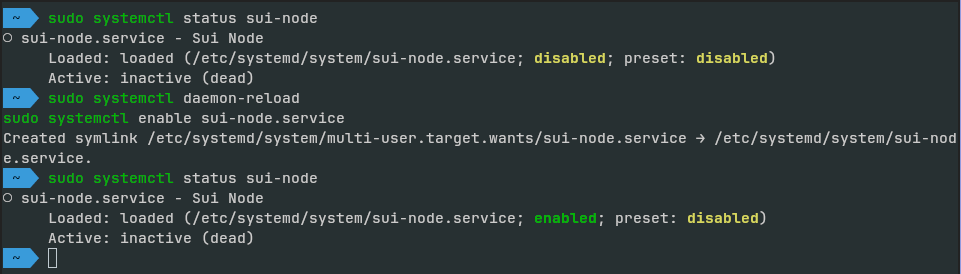 ~ sudo systemctl status sui-node
○ sui-node.service - Sui Node
Loaded: loaded (/etc/systemd/system/sui-node.service; disabled; preset: disabled)
Active: inactive (dead)
~ sudo systemctl daemon-reload
sudo systemctl enable sui-node.service
Created symlink /etc/systemd/system/multi-user.target.wants/sui-node.service → /etc/systemd/system/sui-nod
e.service.
~ sudo systemctl status sui-node
○ sui-node.service - Sui Node
Loaded: loaded (/etc/systemd/system/sui-node.service; enabled; preset: disabled)
Active: inactive (dead)
~